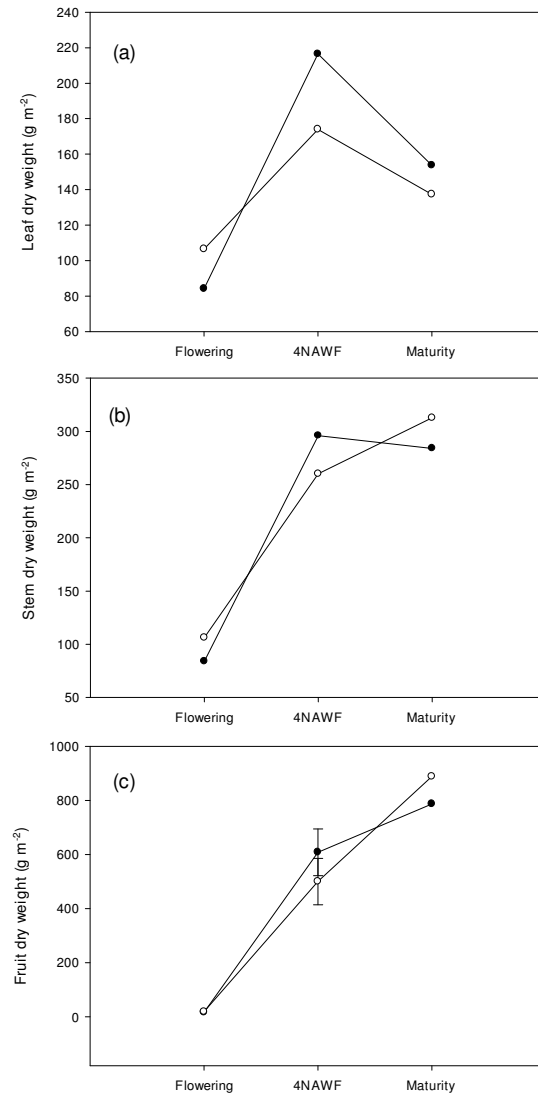 240
220
200
180
160
140
120
100
80
60
Leaf dry weight (g m⁻²)
(a)
Flowering 4NAWF Maturity
350
300
250
200
150
100
50
Stem dry weight (g m⁻²)
(b)
Flowering 4NAWF Maturity
1000
800
600
400
200
0
Fruit dry weight (g m⁻²)
(c)
Flowering 4NAWF Maturity